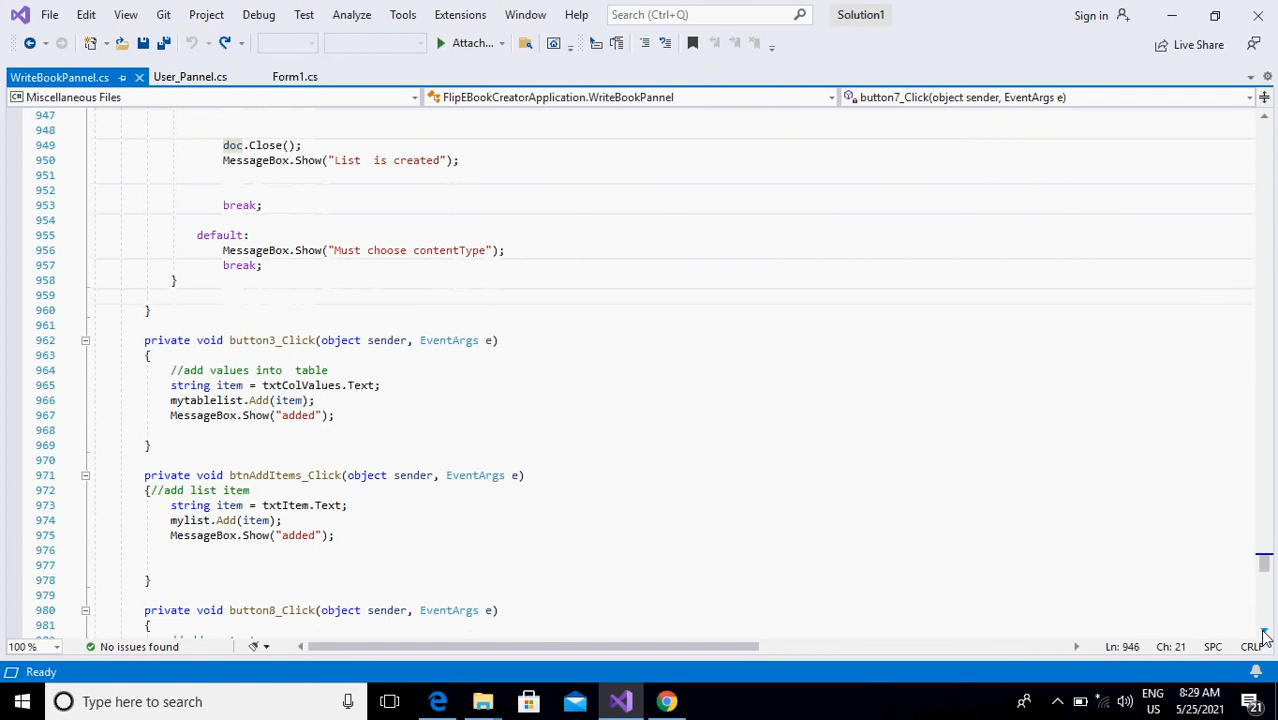 File Edit View Git Project Debug Test Analyze Tools Extensions Window Help Search (Ctrl+Q) Solution1 Sign in
Attach... Live Share
WriteBookPannel.cs User_Pannel.cs Form1.cs
Miscellaneous Files FlipEBookCreatorApplication.WriteBookPannel button7_Click(object sender, EventArgs e)
947
948
949 doc.Close();
950 MessageBox.Show("List  is created");
951
952
953 break;
954
955 default:
956 MessageBox.Show("Must choose contentType");
957 break;
958 }
959
960 }
961
962 private void button3_Click(object sender, EventArgs e)
963 {
964 //add values into  table
965 string item = txtColValues.Text;
966 mytablelist.Add(item);
967 MessageBox.Show("added");
968
969 }
970
971 private void btnAddItems_Click(object sender, EventArgs e)
972 {//add list item
973 string item = txtItem.Text;
974 mylist.Add(item);
975 MessageBox.Show("added");
976
977
978 }
979
980 private void button8_Click(object sender, EventArgs e)
981 {
100 % No issues found Ln: 946 Ch: 21 SPC CRLF
Ready
Type here to search ENG US 8:29 AM 5/25/2021 21